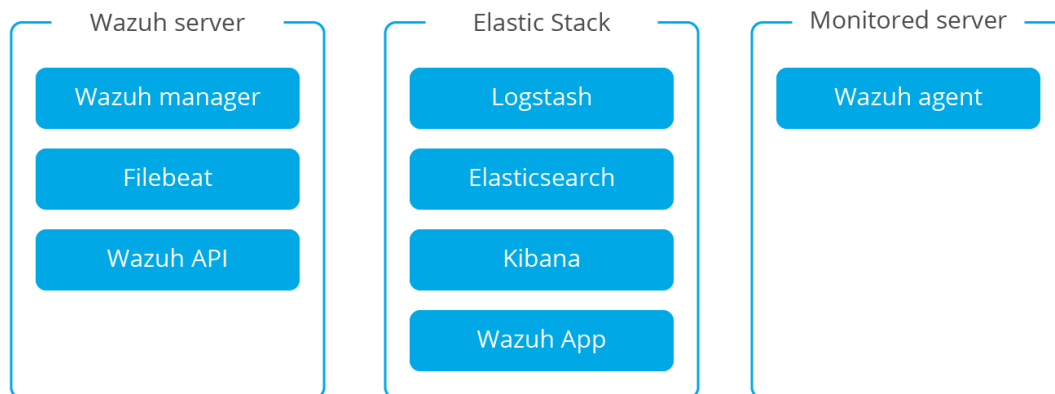 Wazuh server
Wazuh manager
Filebeat
Wazuh API
Elastic Stack
Logstash
Elasticsearch
Kibana
Wazuh App
Monitored server
Wazuh agent